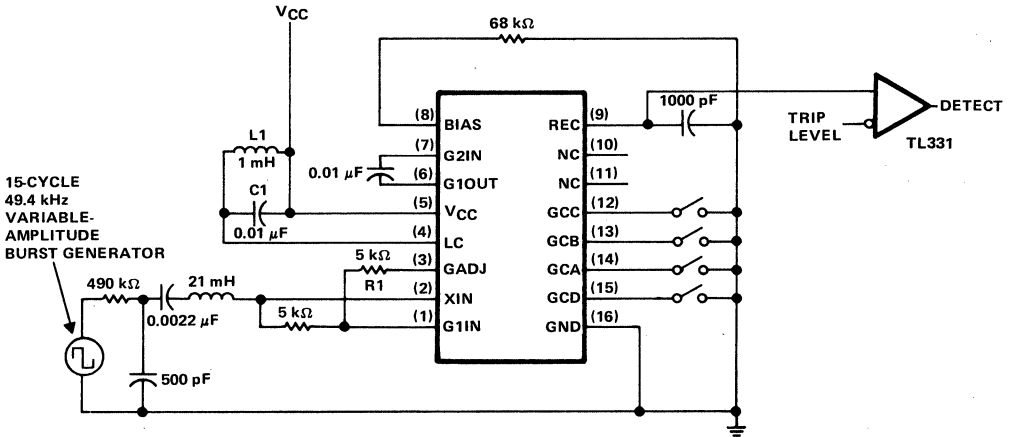 VCC
68 kΩ
(8)
BIAS
REC
(9)
1000 pF
DETECT
TRIP
LEVEL
TL331
L1
1 mH
(7)
G2IN
NC
(10)
0.01 μF
(6)
G1OUT
NC
(11)
C1
0.01 μF
(5)
VCC
GCC
(12)
(4)
LC
GCB
(13)
5 kΩ
R1
(3)
GADJ
GCA
(14)
15-CYCLE
49.4 kHz
VARIABLE-
AMPLITUDE
BURST GENERATOR
490 kΩ
0.0022 μF
21 mH
(2)
XIN
GCD
(15)
5 kΩ
(1)
G1IN
GND
(16)
500 pF